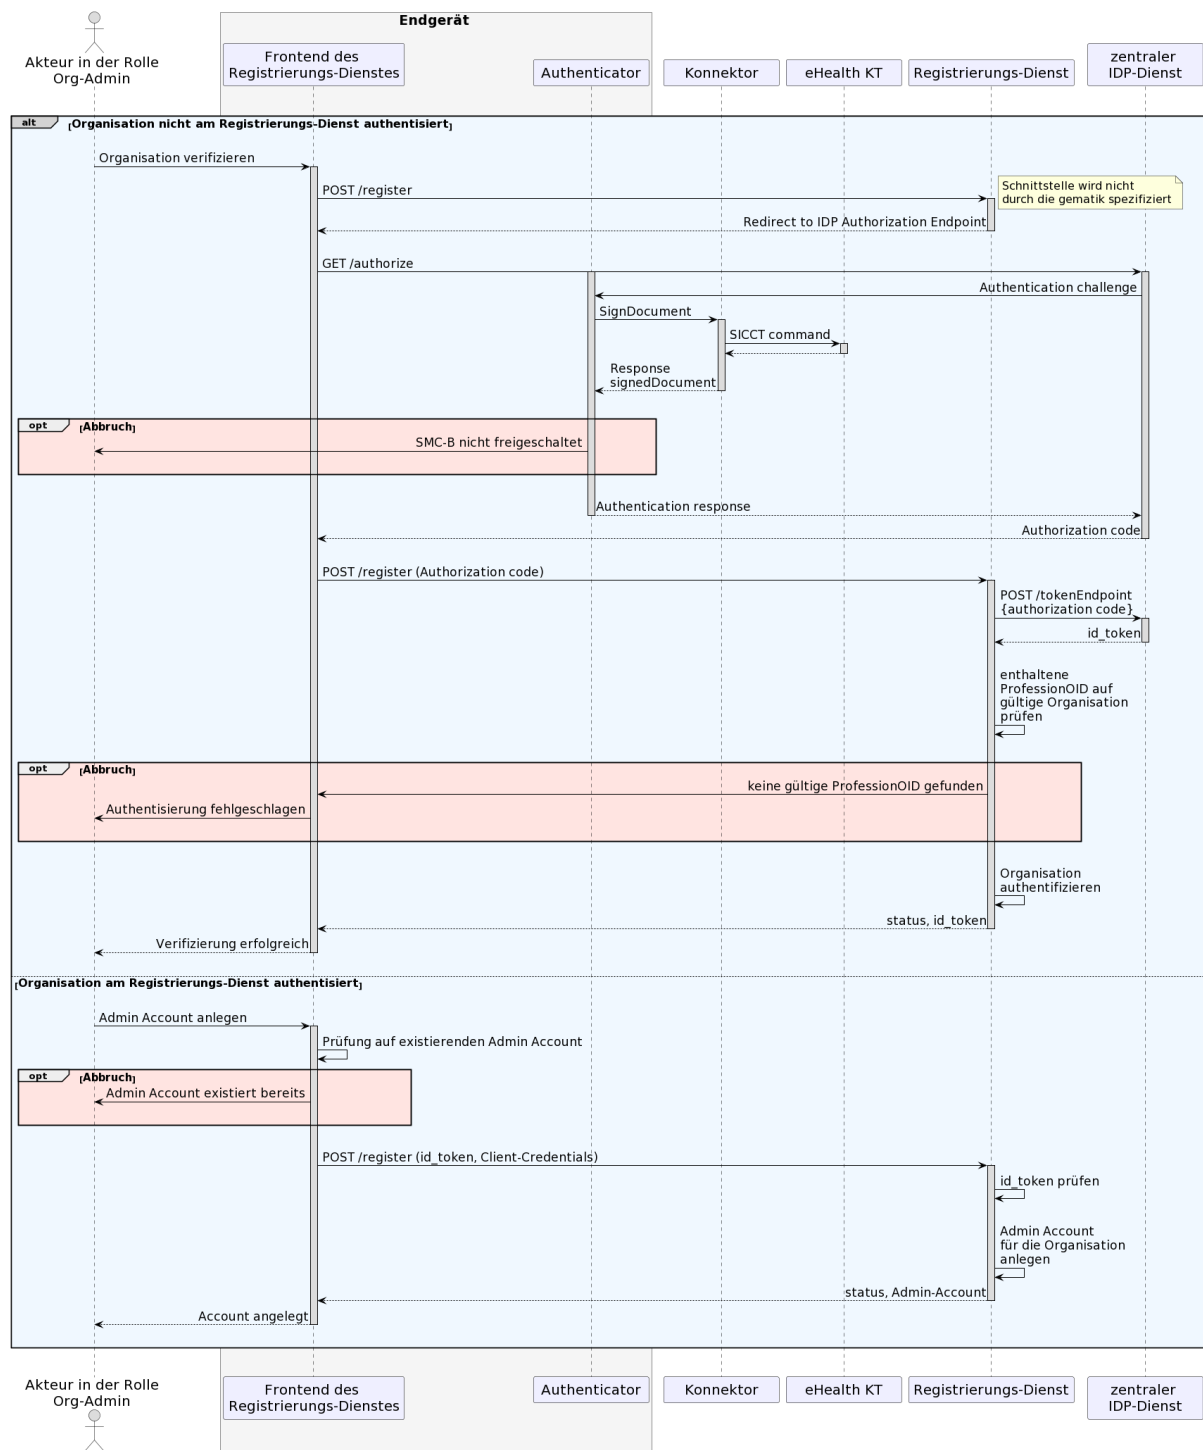 Endgerät
Akteur in der Rolle
Org-Admin
Frontend des
Registrierungs-Dienstes
Authenticator
Konnektor
eHealth KT
Registrierungs-Dienst
zentraler
IDP-Dienst
alt
[Organisation nicht am Registrierungs-Dienst authentisiert]
Organisation verifizieren
POST /register
Schnittstelle wird nicht
durch die gematik spezifiziert
Redirect to IDP Authorization Endpoint
GET /authorize
Authentication challenge
SignDocument
SICCT command
Response
signedDocument
opt
[Abbruch]
SMC-B nicht freigeschaltet
Authentication response
Authorization code
POST /register (Authorization code)
POST /tokenEndpoint
{authorization code}
id_token
enthaltene
ProfessionOID auf
gültige Organisation
prüfen
opt
[Abbruch]
keine gültige ProfessionOID gefunden
Authentisierung fehlgeschlagen
Organisation
authentifizieren
status, id_token
Verifizierung erfolgreich
[Organisation am Registrierungs-Dienst authentisiert]
Admin Account anlegen
Prüfung auf existierenden Admin Account
opt
[Abbruch]
Admin Account existiert bereits
POST /register (id_token, Client-Credentials)
id_token prüfen
Admin Account
für die Organisation
anlegen
status, Admin-Account
Account angelegt
Akteur in der Rolle
Org-Admin
Frontend des
Registrierungs-Dienstes
Authenticator
Konnektor
eHealth KT
Registrierungs-Dienst
zentraler
IDP-Dienst